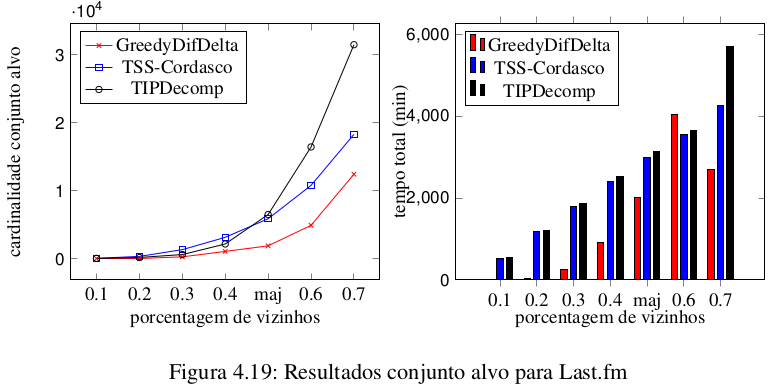 ·10⁴
cardinalidade conjunto alvo
3
2
1
0
GreedyDifDelta
TSS-Cordasco
TIPDecomp
0.1 0.2 0.3 0.4 maj 0.6 0.7
porcentagem de vizinhos
tempo total (min)
6,000
4,000
2,000
0
GreedyDifDelta
TSS-Cordasco
TIPDecomp
0.1 0.2 0.3 0.4 maj 0.6 0.7
porcentagem de vizinhos
Figura 4.19: Resultados conjunto alvo para Last.fm